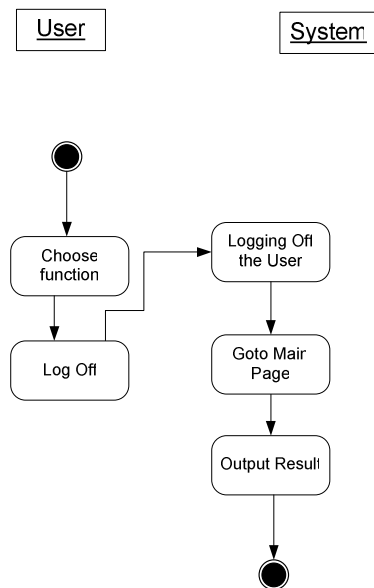 User
System
Choose
function
Log Off
Logging Off
the User
Goto Main
Page
Output Result